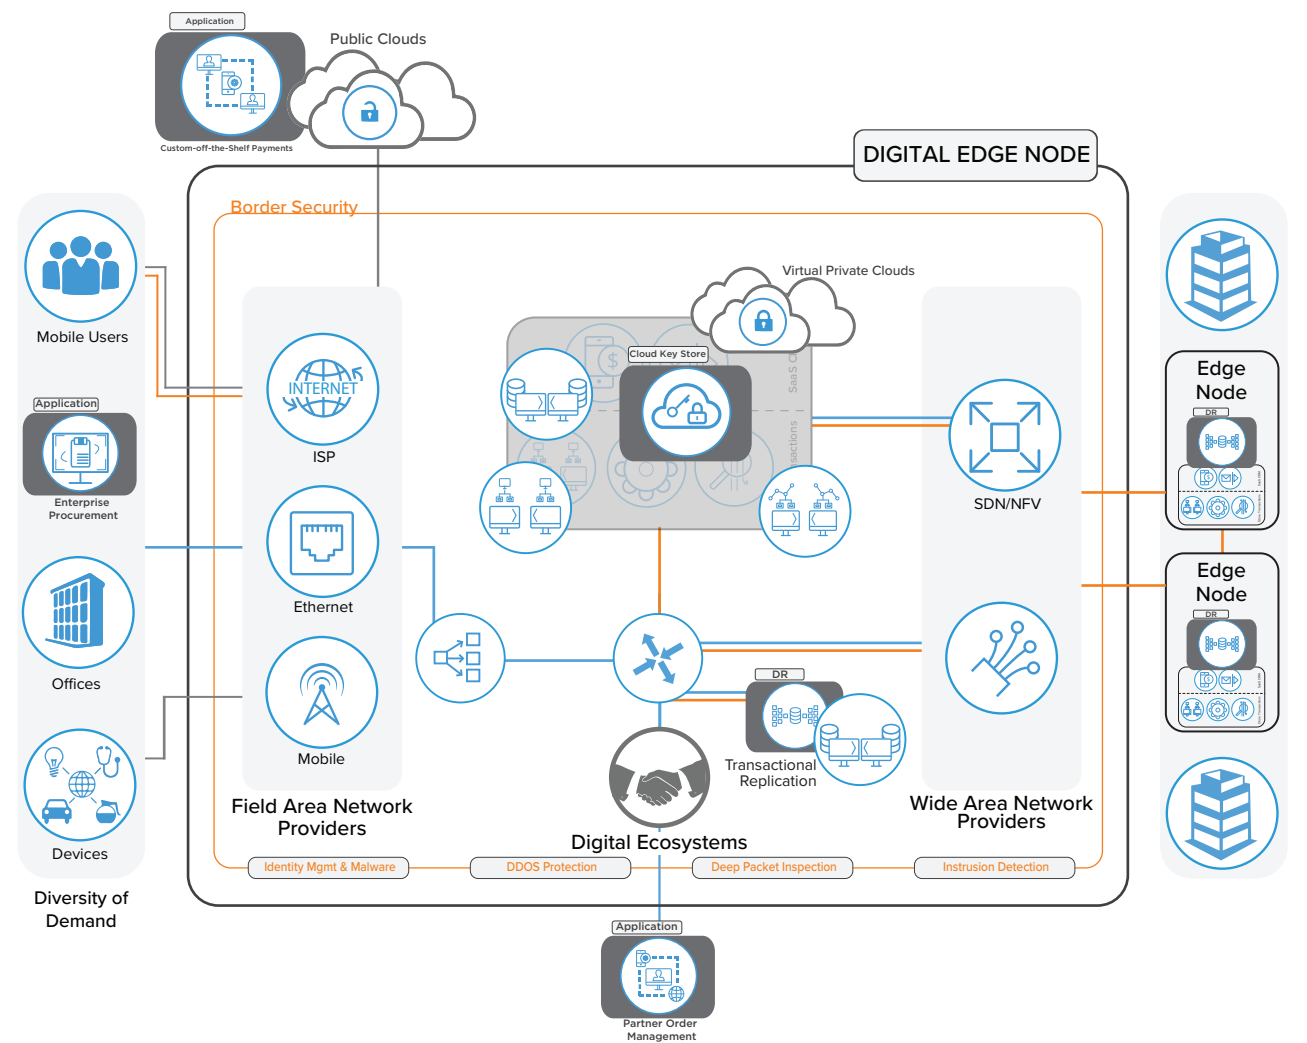 Application
Public Clouds
Custom-off-the-Shelf Payments
DIGITAL EDGE NODE
Border Security
Mobile Users
Application
Enterprise
Procurement
Offices
Devices
Diversity of
Demand
INTERNET
ISP
Ethernet
Mobile
Field Area Network
Providers
Virtual Private Clouds
Cloud Key Store
$
SaaS
SDN/NFV
DR
Transactional
Replication
Digital Ecosystems
Wide Area Network
Providers
Identity Mgmt & Malware
DDOS Protection
Deep Packet Inspection
Instrusion Detection
Application
Partner Order
Management
Edge
Node
DR
Edge
Node
DR